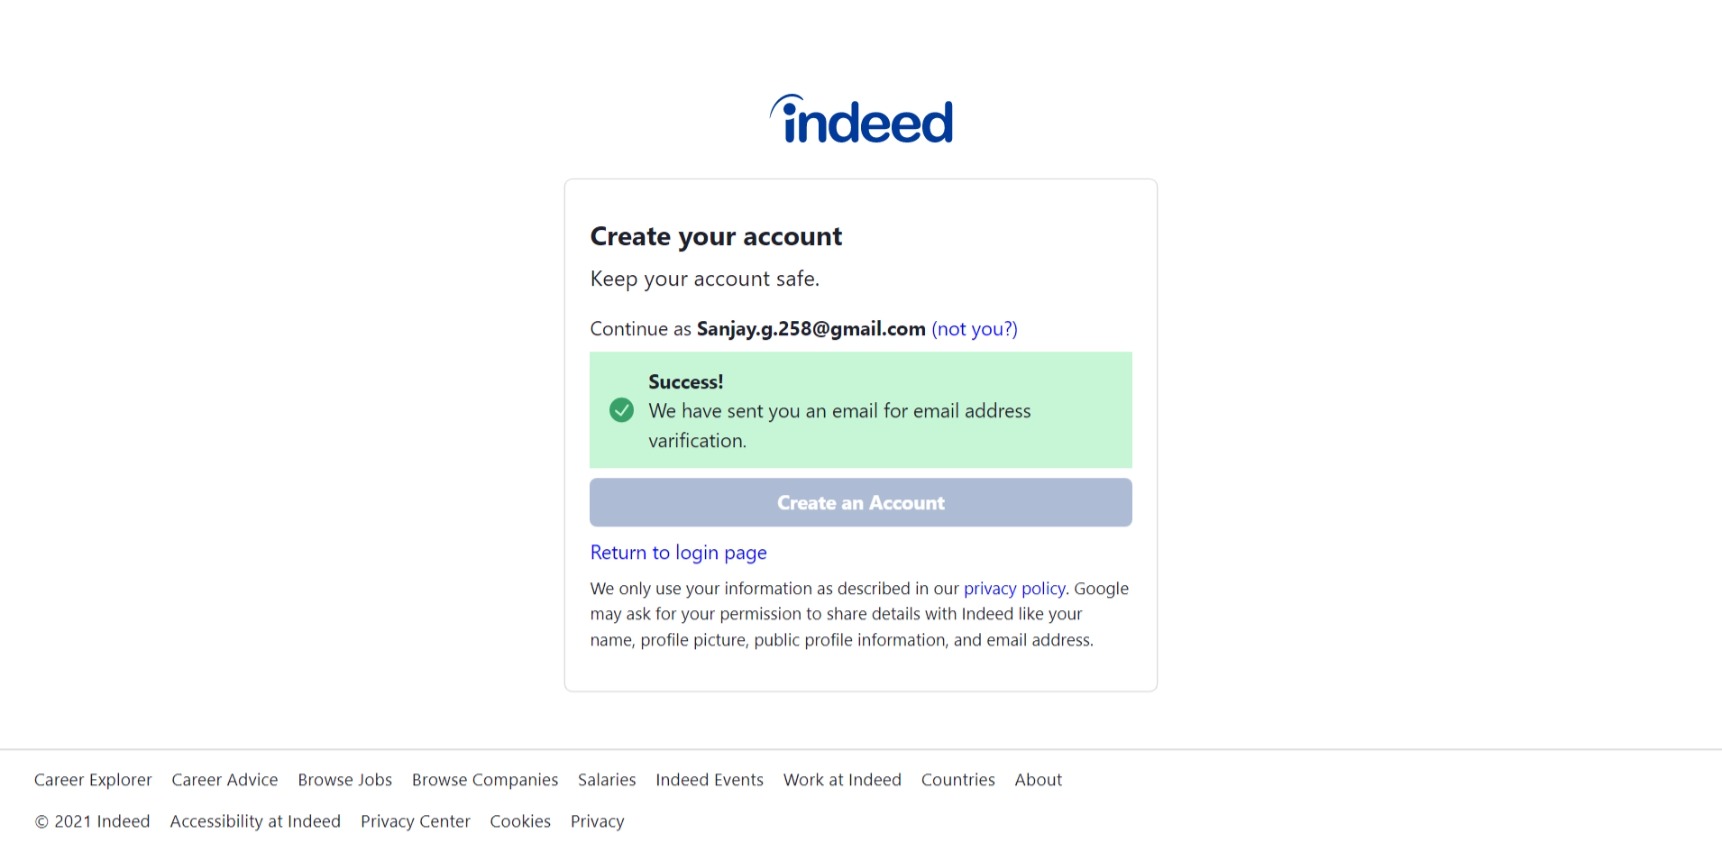 indeed
Create your account
Keep your account safe.
Continue as Sanjay.g.258@gmail.com (not you?)
Success!
We have sent you an email for email address
varification.
Create an Account
Return to login page
We only use your information as described in our privacy policy. Google
may ask for your permission to share details with Indeed like your
name, profile picture, public profile information, and email address.
Career Explorer Career Advice Browse Jobs Browse Companies Salaries Indeed Events Work at Indeed Countries About
© 2021 Indeed Accessibility at Indeed Privacy Center Cookies Privacy